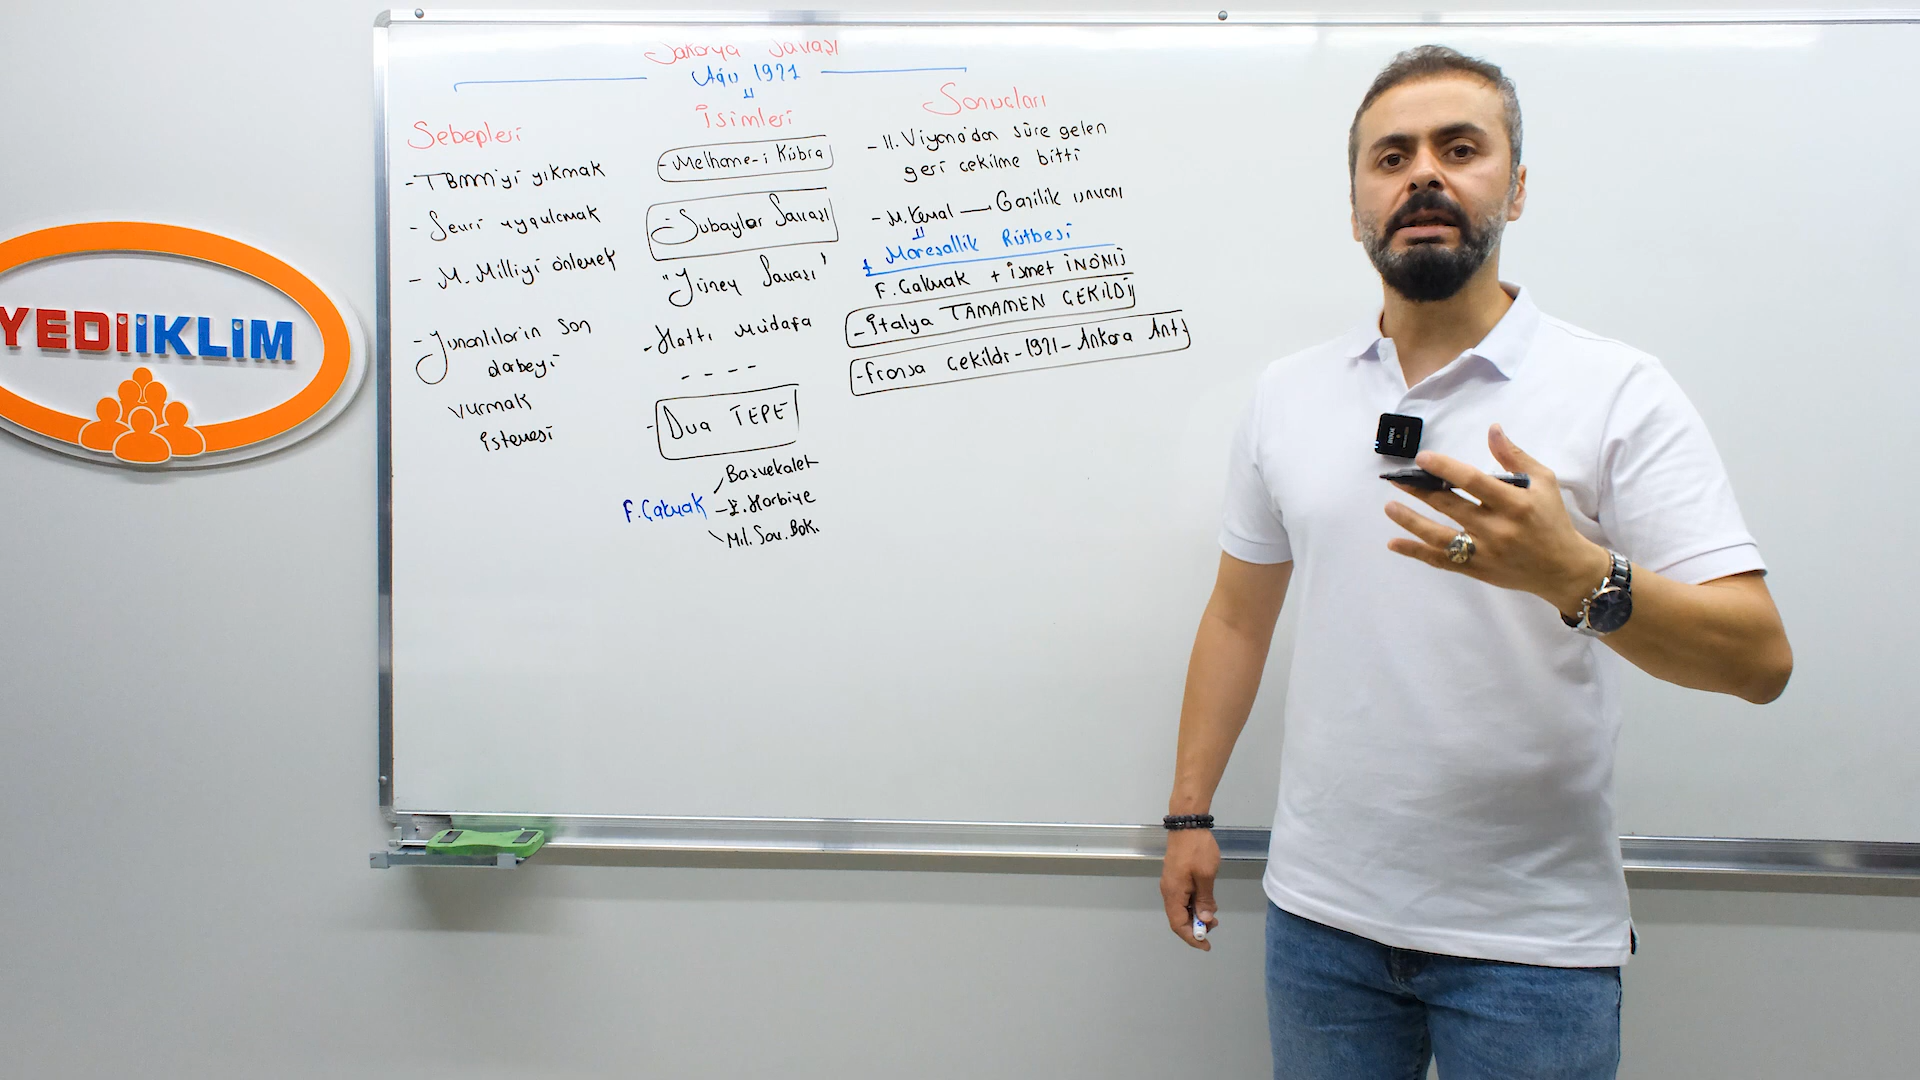 YEDİİKLİM
Sakarya Savaşı
Ağu 1921
Sebepleri
- TBMM'yi yıkmak
- Sevri uygulamak
- M. Milliyi önlemek
- Yunanlıların son
darbeyi
vurmak
istemesi
İsimleri
- Melhame-i Kübra
- Subaylar Savaşı
"Yüney Savaşı"
- Hattı Müdafa
- - - -
- Dua TEPE
F. Çakmak
Başvekalet
- E. Harbiye
Mil. Sav. Bak.
Sonuçları
- II. Viyana'dan süre gelen
geri çekilme bitti
- M. Kemal — Gazilik unvanı
+ Mareşallik Rütbesi
F. Çakmak + İsmet İNÖNÜ
- İtalya TAMAMEN ÇEKİLDİ
- Fransa Çekildi - 1921 - Ankara Ant.